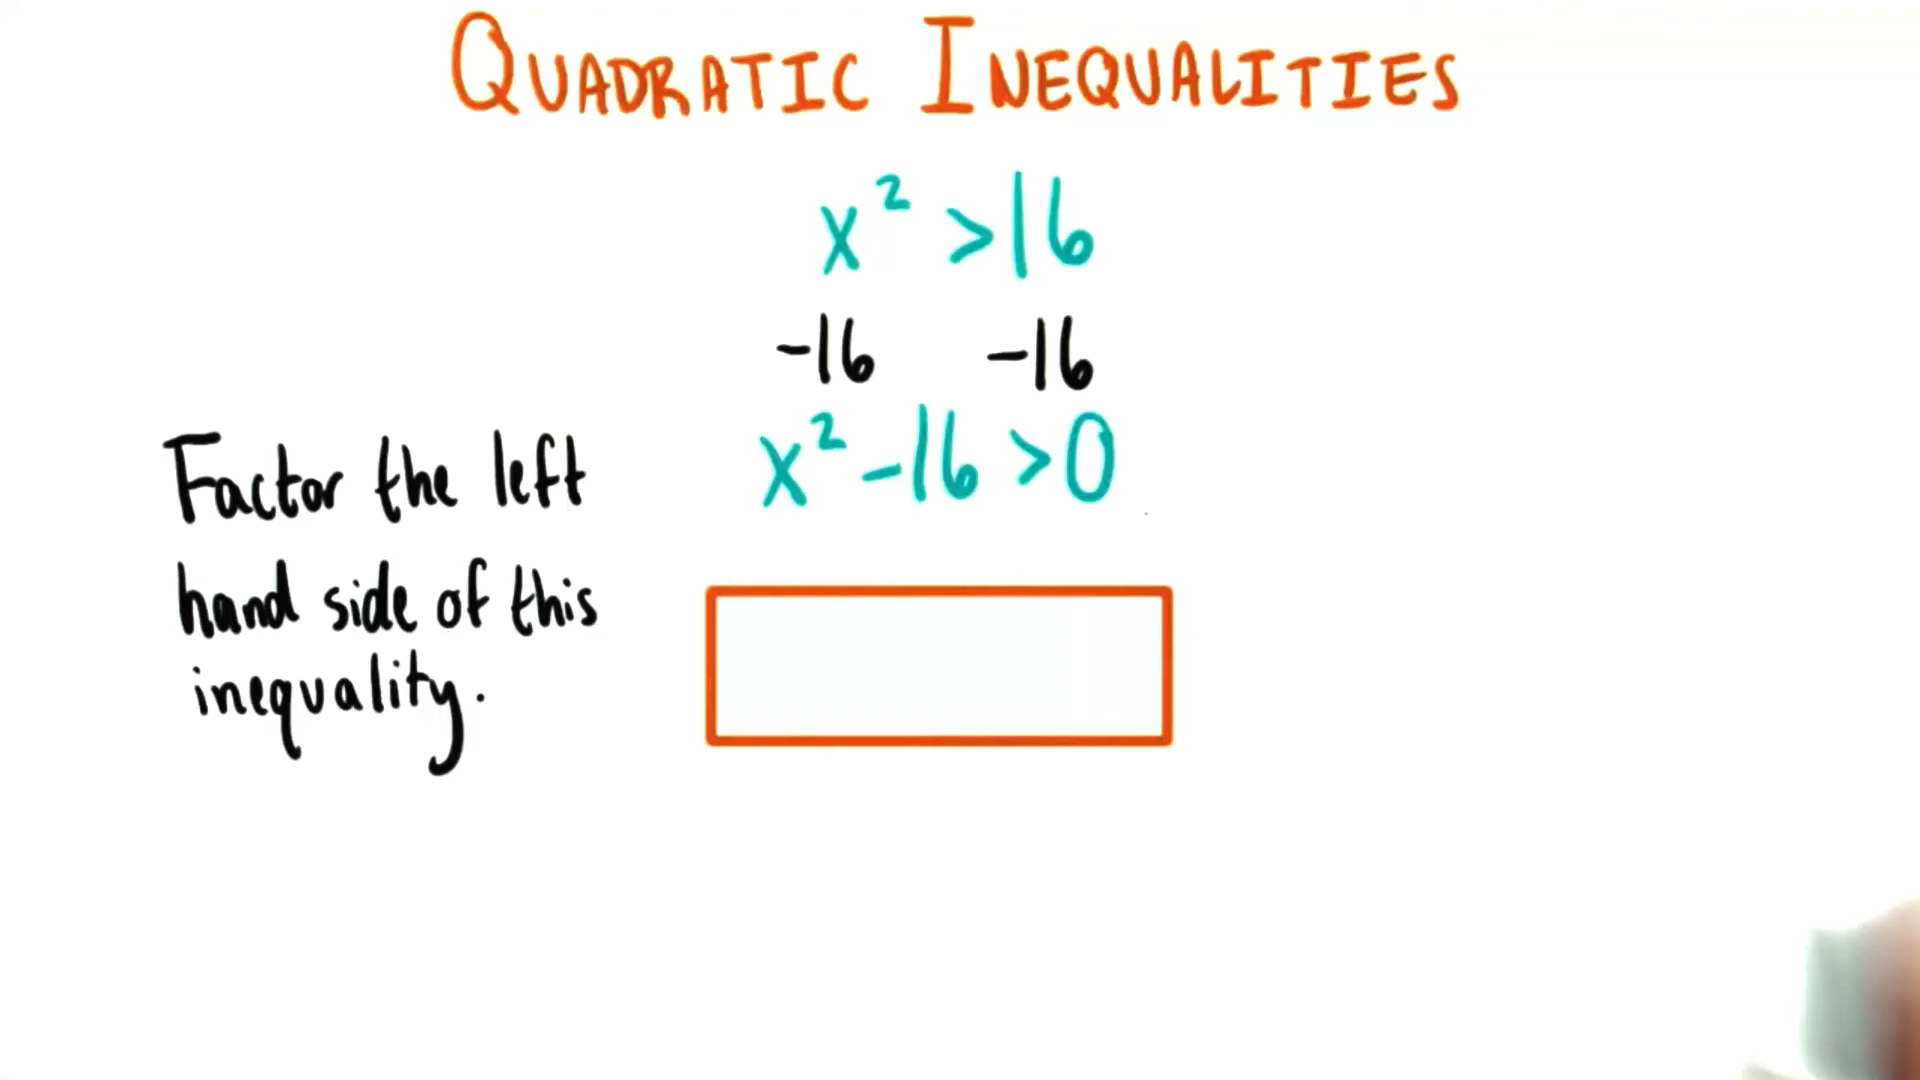 QUADRATIC INEQUALITIES
x² > 16
-16 -16
x² - 16 > 0
Factor the left
hand side of this
inequality.